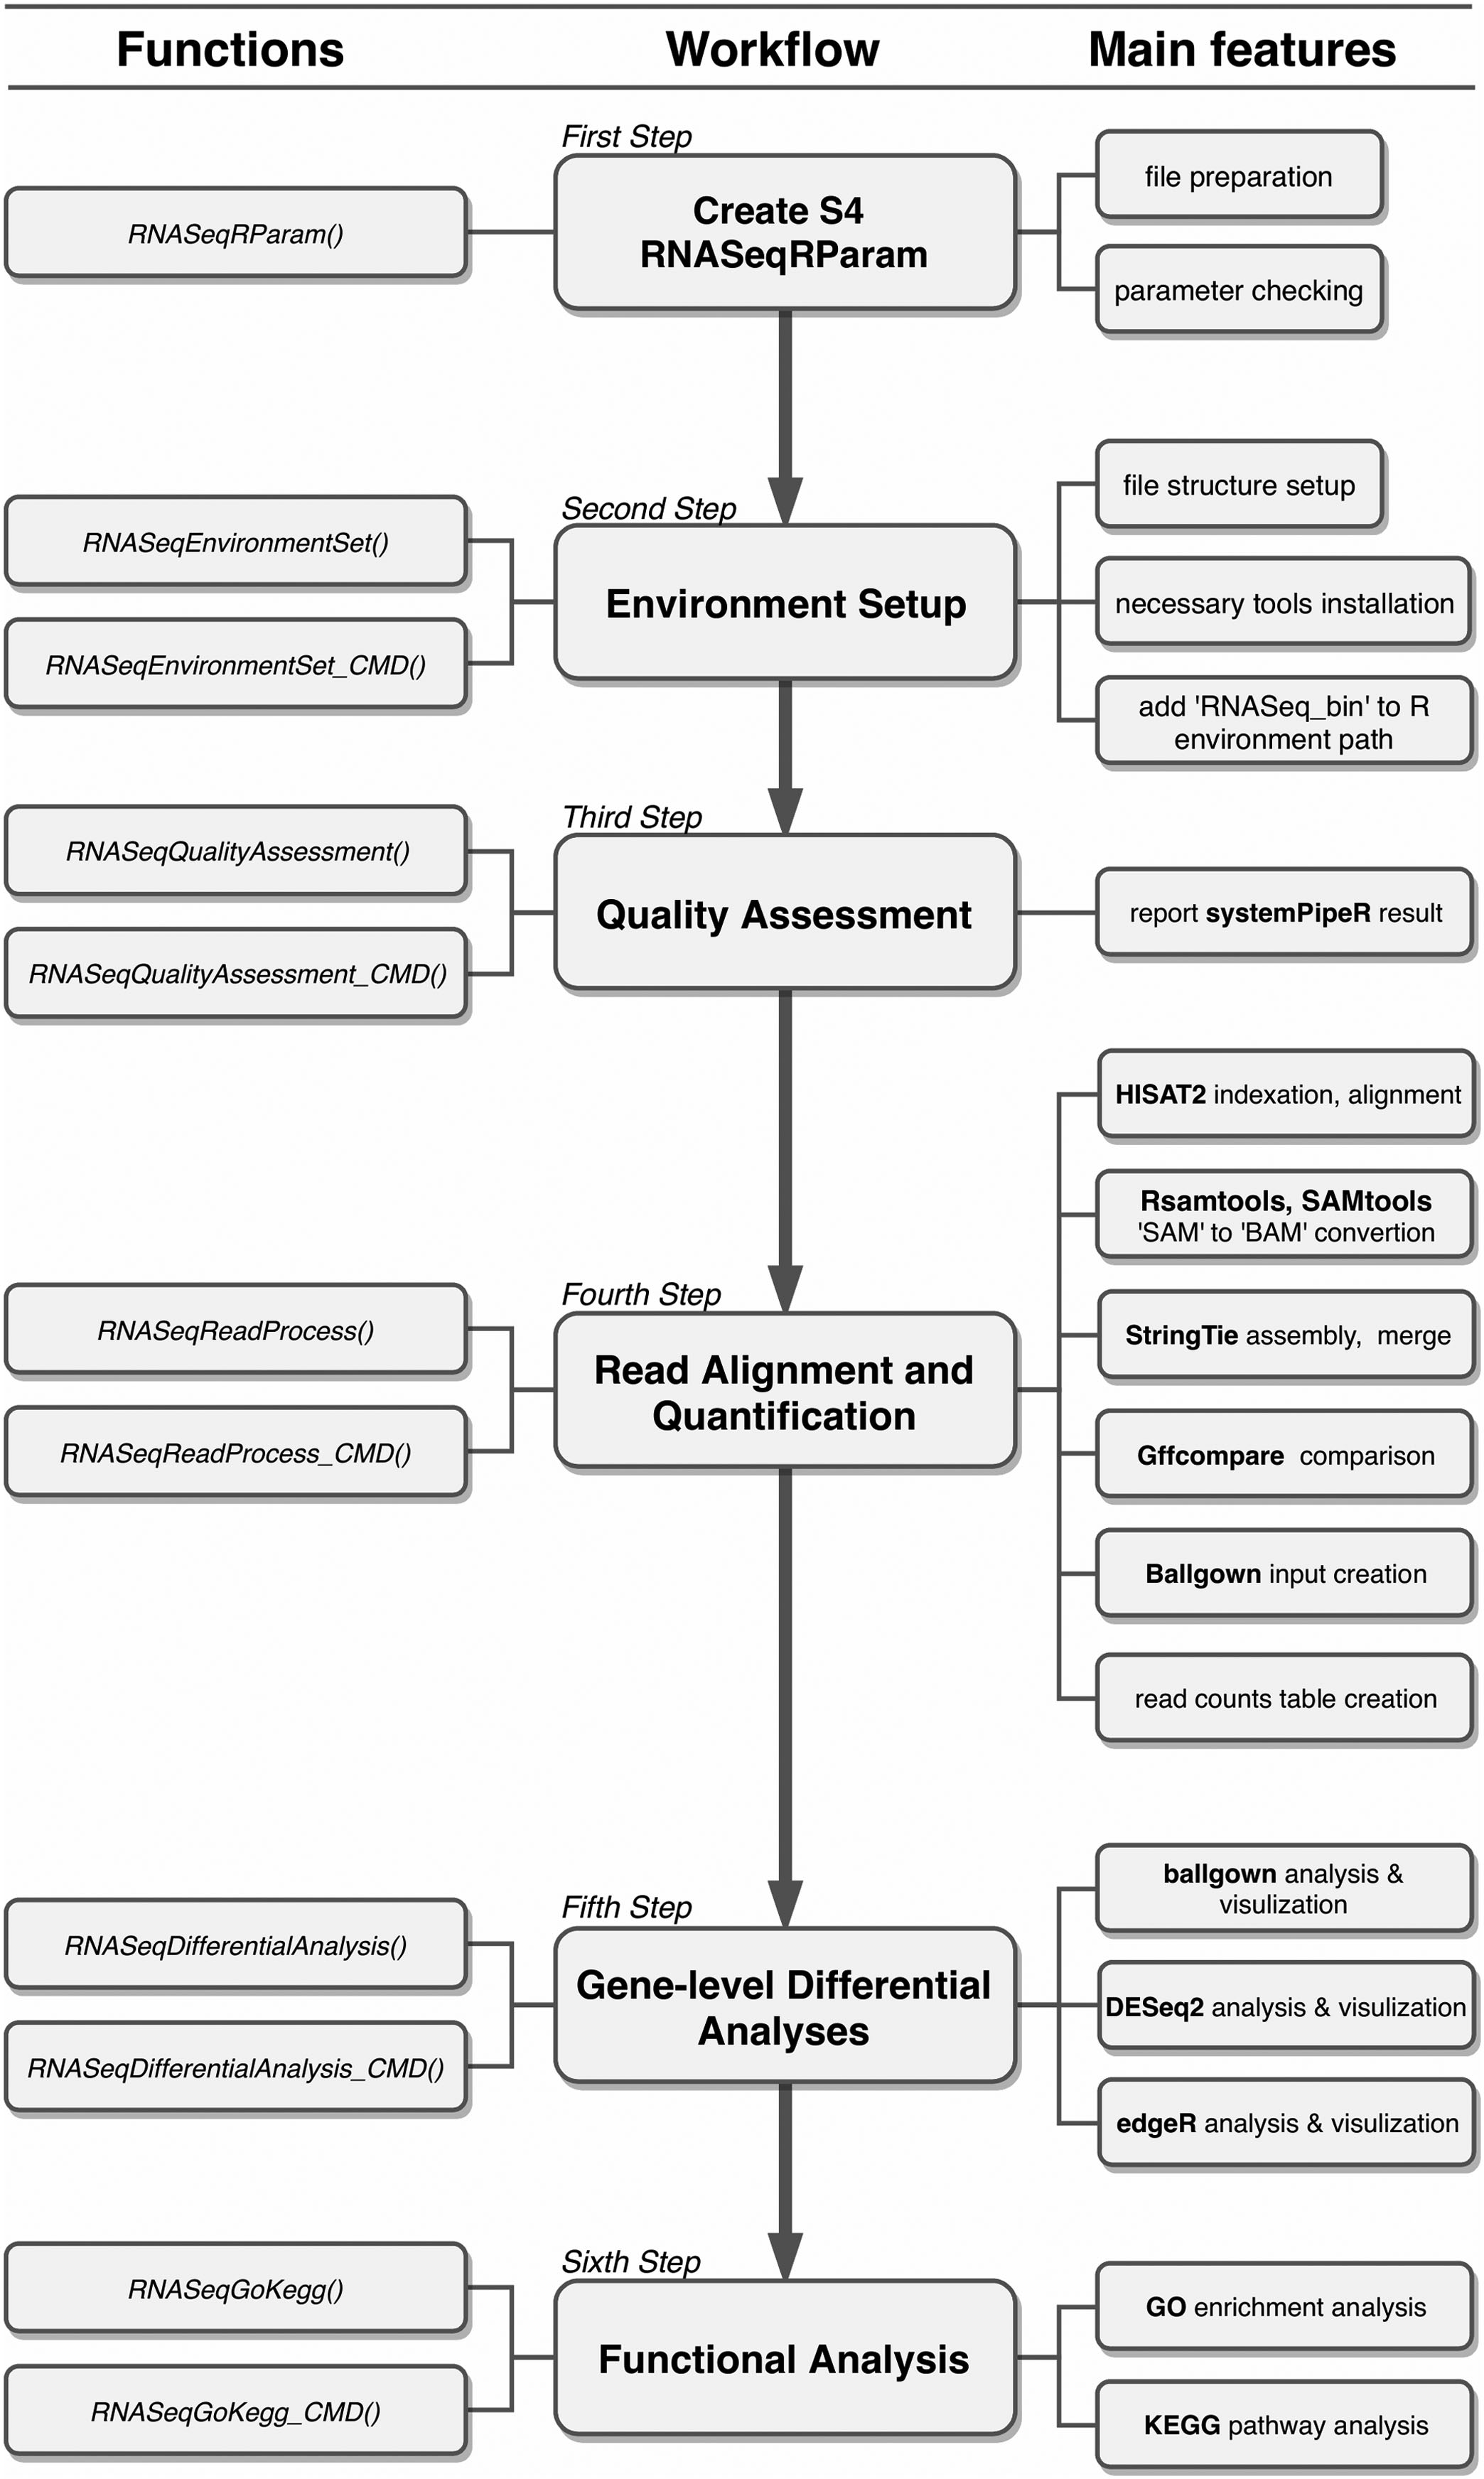 Functions
Workflow
Main features
First Step
RNASeqRParam()
Create S4
RNASeqRParam
file preparation
parameter checking
Second Step
RNASeqEnvironmentSet()
RNASeqEnvironmentSet_CMD()
Environment Setup
file structure setup
necessary tools installation
add 'RNASeq_bin' to R
environment path
Third Step
RNASeqQualityAssessment()
RNASeqQualityAssessment_CMD()
Quality Assessment
report systemPipeR result
Fourth Step
RNASeqReadProcess()
RNASeqReadProcess_CMD()
Read Alignment and
Quantification
HISAT2 indexation, alignment
Rsamtools, SAMtools
'SAM' to 'BAM' convertion
StringTie assembly, merge
Gffcompare comparison
Ballgown input creation
read counts table creation
Fifth Step
RNASeqDifferentialAnalysis()
RNASeqDifferentialAnalysis_CMD()
Gene-level Differential
Analyses
ballgown analysis &
visulization
DESeq2 analysis & visulization
edgeR analysis & visulization
Sixth Step
RNASeqGoKegg()
RNASeqGoKegg_CMD()
Functional Analysis
GO enrichment analysis
KEGG pathway analysis